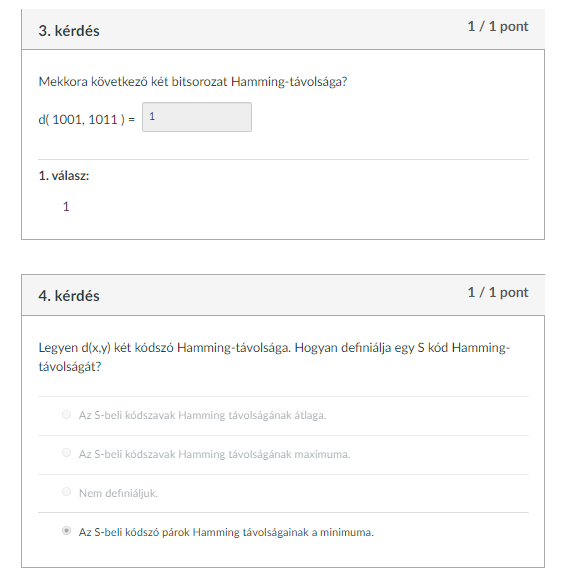 3. kérdés
1 / 1 pont
Mekkora következő két bitsorozat Hamming-távolsága?
d( 1001, 1011 ) = 1
1. válasz:
1
4. kérdés
1 / 1 pont
Legyen d(x,y) két kódszó Hamming-távolsága. Hogyan definiálja egy S kód Hamming-
távolságát?
Az S-beli kódszavak Hamming távolságának átlaga.
Az S-beli kódszavak Hamming távolságának maximuma.
Nem definiáljuk.
Az S-beli kódszó párok Hamming távolságainak a minimuma.